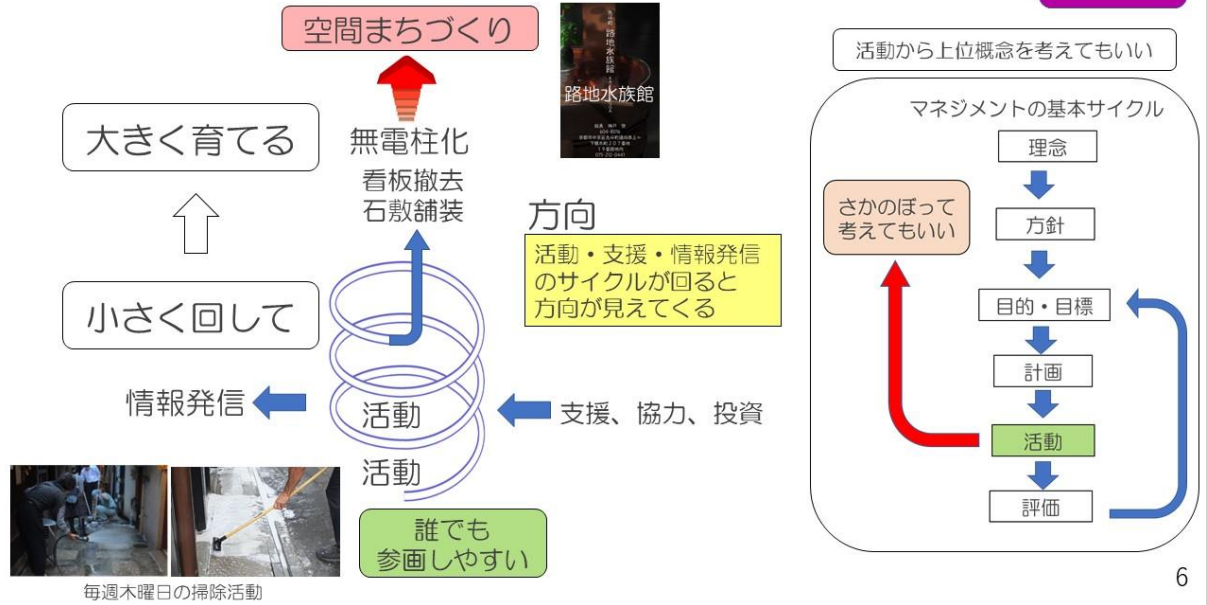 空間まちづくり
路地水族館
路地水族館
大きく育てる
無電柱化
看板撤去
石敷舗装
小さく回して
方向
活動・支援・情報発信
のサイクルが回ると
方向が見えてくる
情報発信
活動
支援、協力、投資
活動
誰でも
参画しやすい
毎週木曜日の掃除活動
活動から上位概念を考えてもいい
マネジメントの基本サイクル
理念
さかのぼって
考えてもいい
方針
目的・目標
計画
活動
評価
6